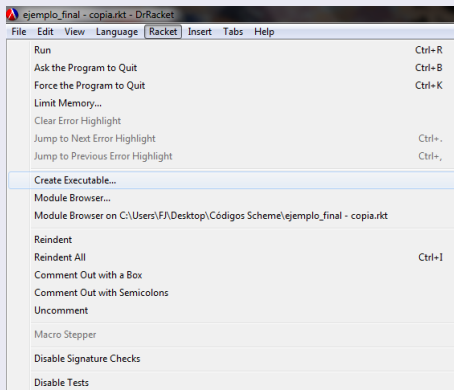 ejemplo_final - copia.rkt - DrRacket
File Edit View Language Racket Insert Tabs Help
Run Ctrl+R
Ask the Program to Quit Ctrl+B
Force the Program to Quit Ctrl+K
Limit Memory...
Clear Error Highlight
Jump to Next Error Highlight Ctrl+.
Jump to Previous Error Highlight Ctrl+,
Create Executable...
Module Browser...
Module Browser on C:\Users\FJ\Desktop\Códigos Scheme\ejemplo_final - copia.rkt
Reindent
Reindent All Ctrl+I
Comment Out with a Box
Comment Out with Semicolons
Uncomment
Macro Stepper
Disable Signature Checks
Disable Tests